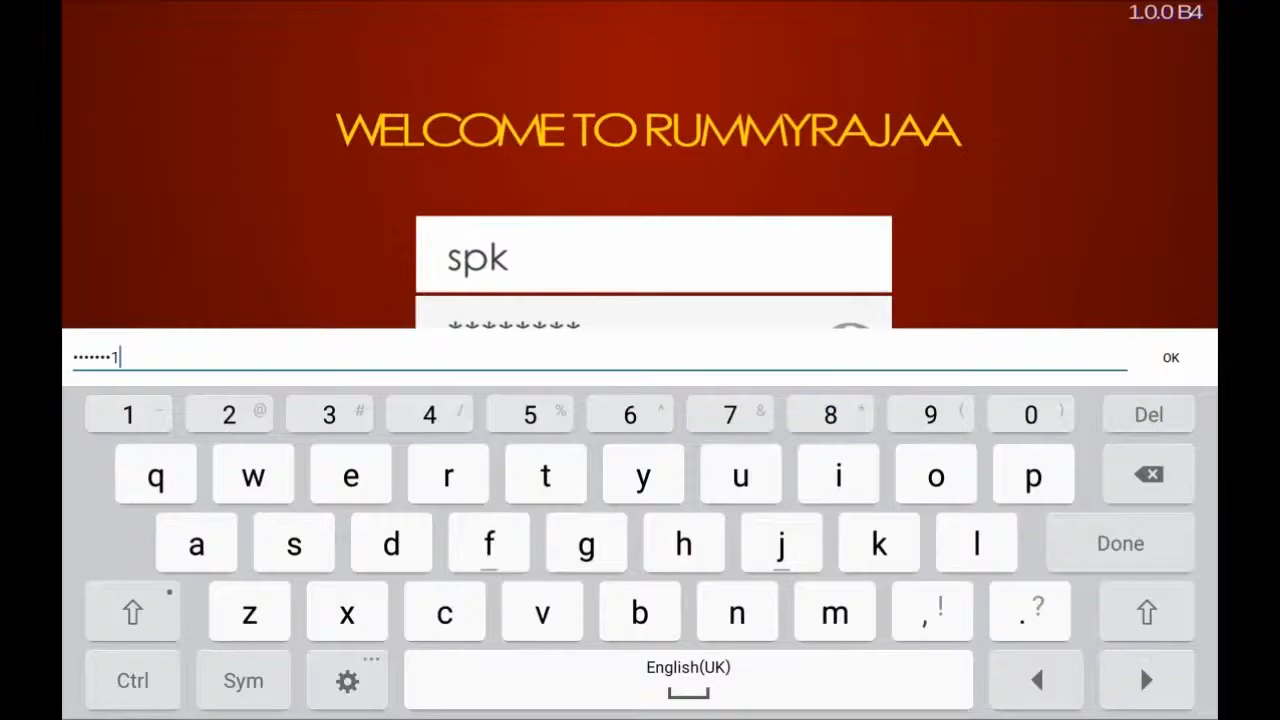 1.0.0 B4
WELCOME TO RUMMYRAJAA
spk
********
•••••••1
OK
1 - 2 @ 3 # 4 / 5 % 6 ^ 7 & 8 * 9 ( 0 ) Del
q w e r t y u i o p
a s d f g h j k l Done
z x c v b n m , ! . ?
Ctrl Sym ... English(UK)